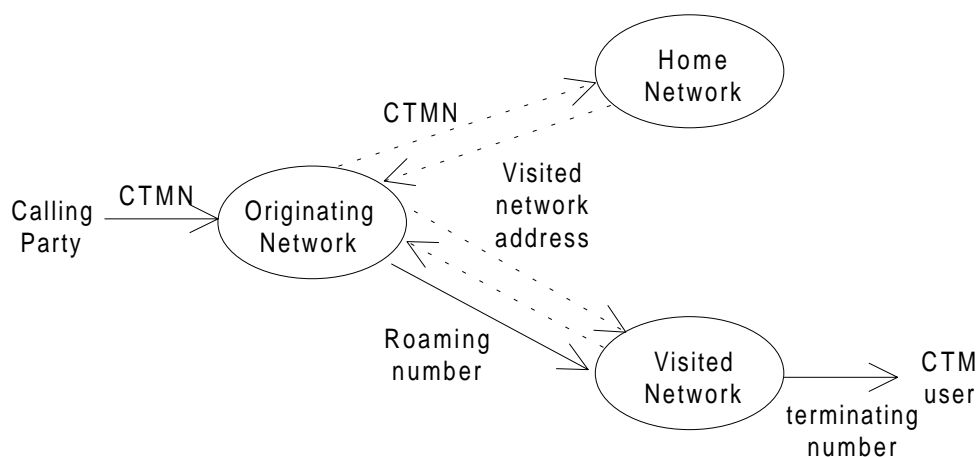 Home
Network
CTMN
Visited
network
address
CTMN
Calling
Party
Originating
Network
Roaming
number
Visited
Network
CTM
user
terminating
number